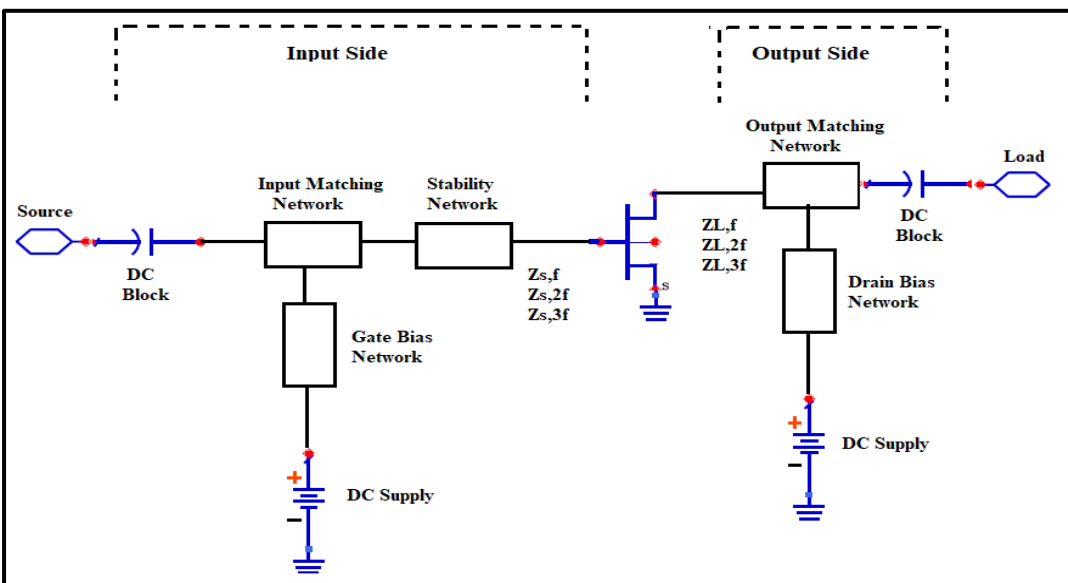 Input Side
Output Side
Output Matching
Network
Load
Input Matching
Network
Stability
Network
Source
DC
Block
DC
Block
ZL,f
ZL,2f
ZL,3f
Zs,f
Zs,2f
Zs,3f
s
Drain Bias
Network
Gate Bias
Network
+
DC Supply
−
+
DC Supply
−